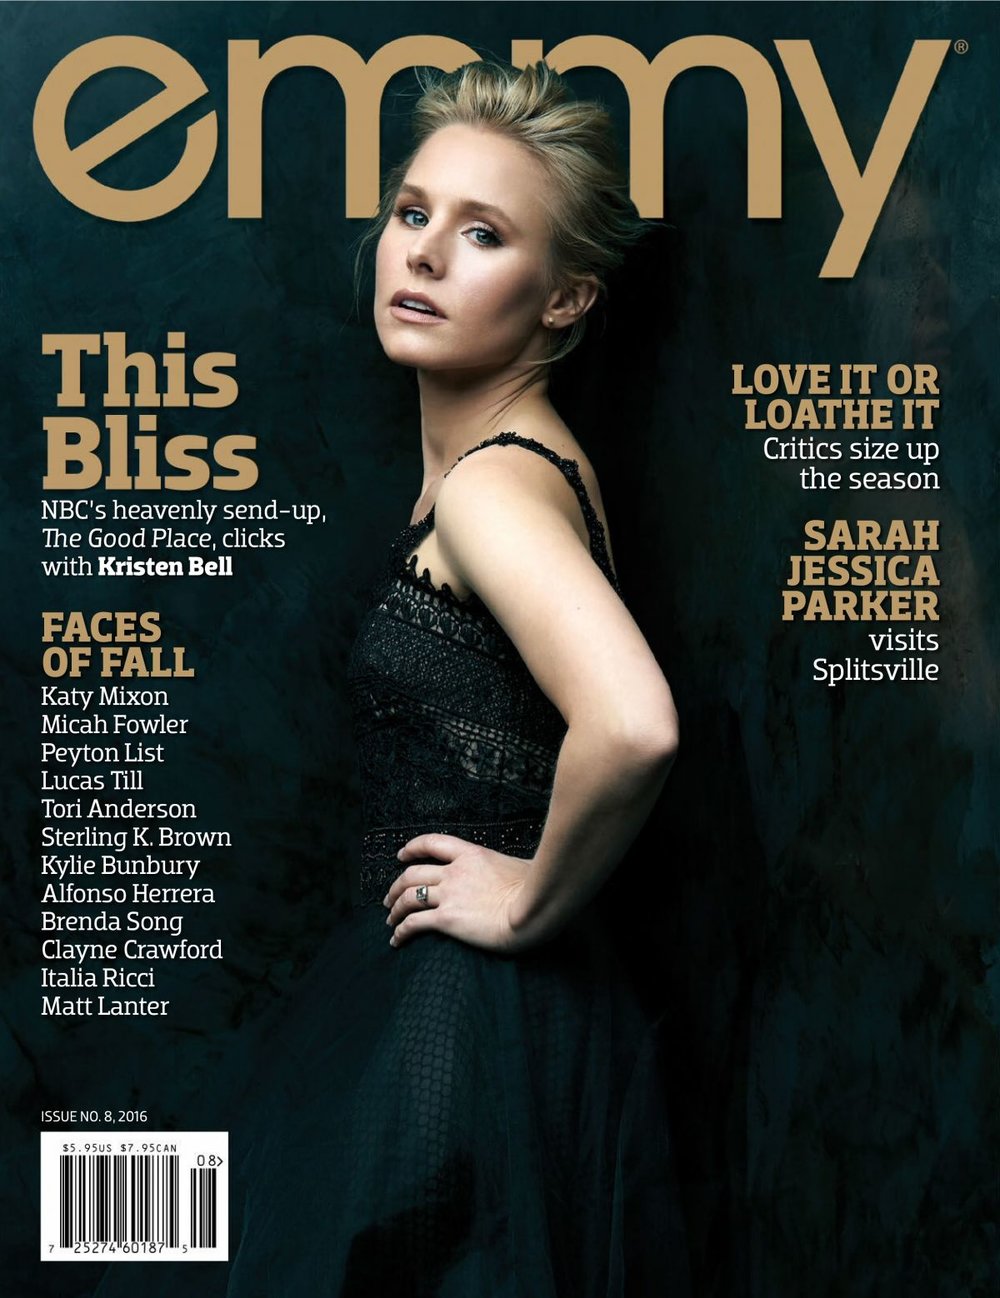 emmy®
This
Bliss
NBC's heavenly send-up,
The Good Place, clicks
with Kristen Bell
FACES
OF FALL
Katy Mixon
Micah Fowler
Peyton List
Lucas Till
Tori Anderson
Sterling K. Brown
Kylie Bunbury
Alfonso Herrera
Brenda Song
Clayne Crawford
Italia Ricci
Matt Lanter
LOVE IT OR
LOATHE IT
Critics size up
the season
SARAH
JESSICA
PARKER
visits
Splitsville
ISSUE NO. 8, 2016
$5.95US $7.95CAN
08>
7 25274 60187 5